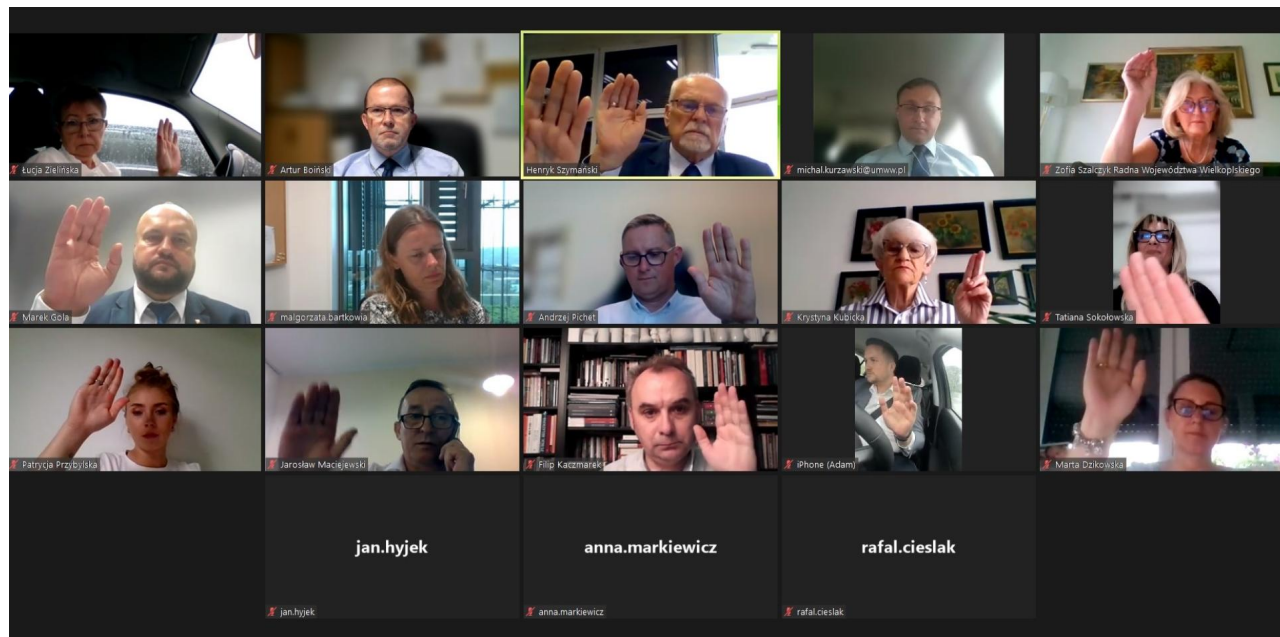 Łucja Zielińska
Artur Boiński
Henryk Szymański
michal.kurzawski@umww.pl
Zofia Szalczyk Radna Województwa Wielkoplskiego
Marek Gola
malgorzata.bartkowia
Andrzej Pichet
Krystyna Kubicka
Tatiana Sokołowska
Patrycja Przybylska
Jarosław Maciejewski
Filip Kaczmarek
iPhone (Adam)
Marta Dzikowska
jan.hyjek
anna.markiewicz
rafal.cieslak
jan.hyjek
anna.markiewicz
rafal.cieslak